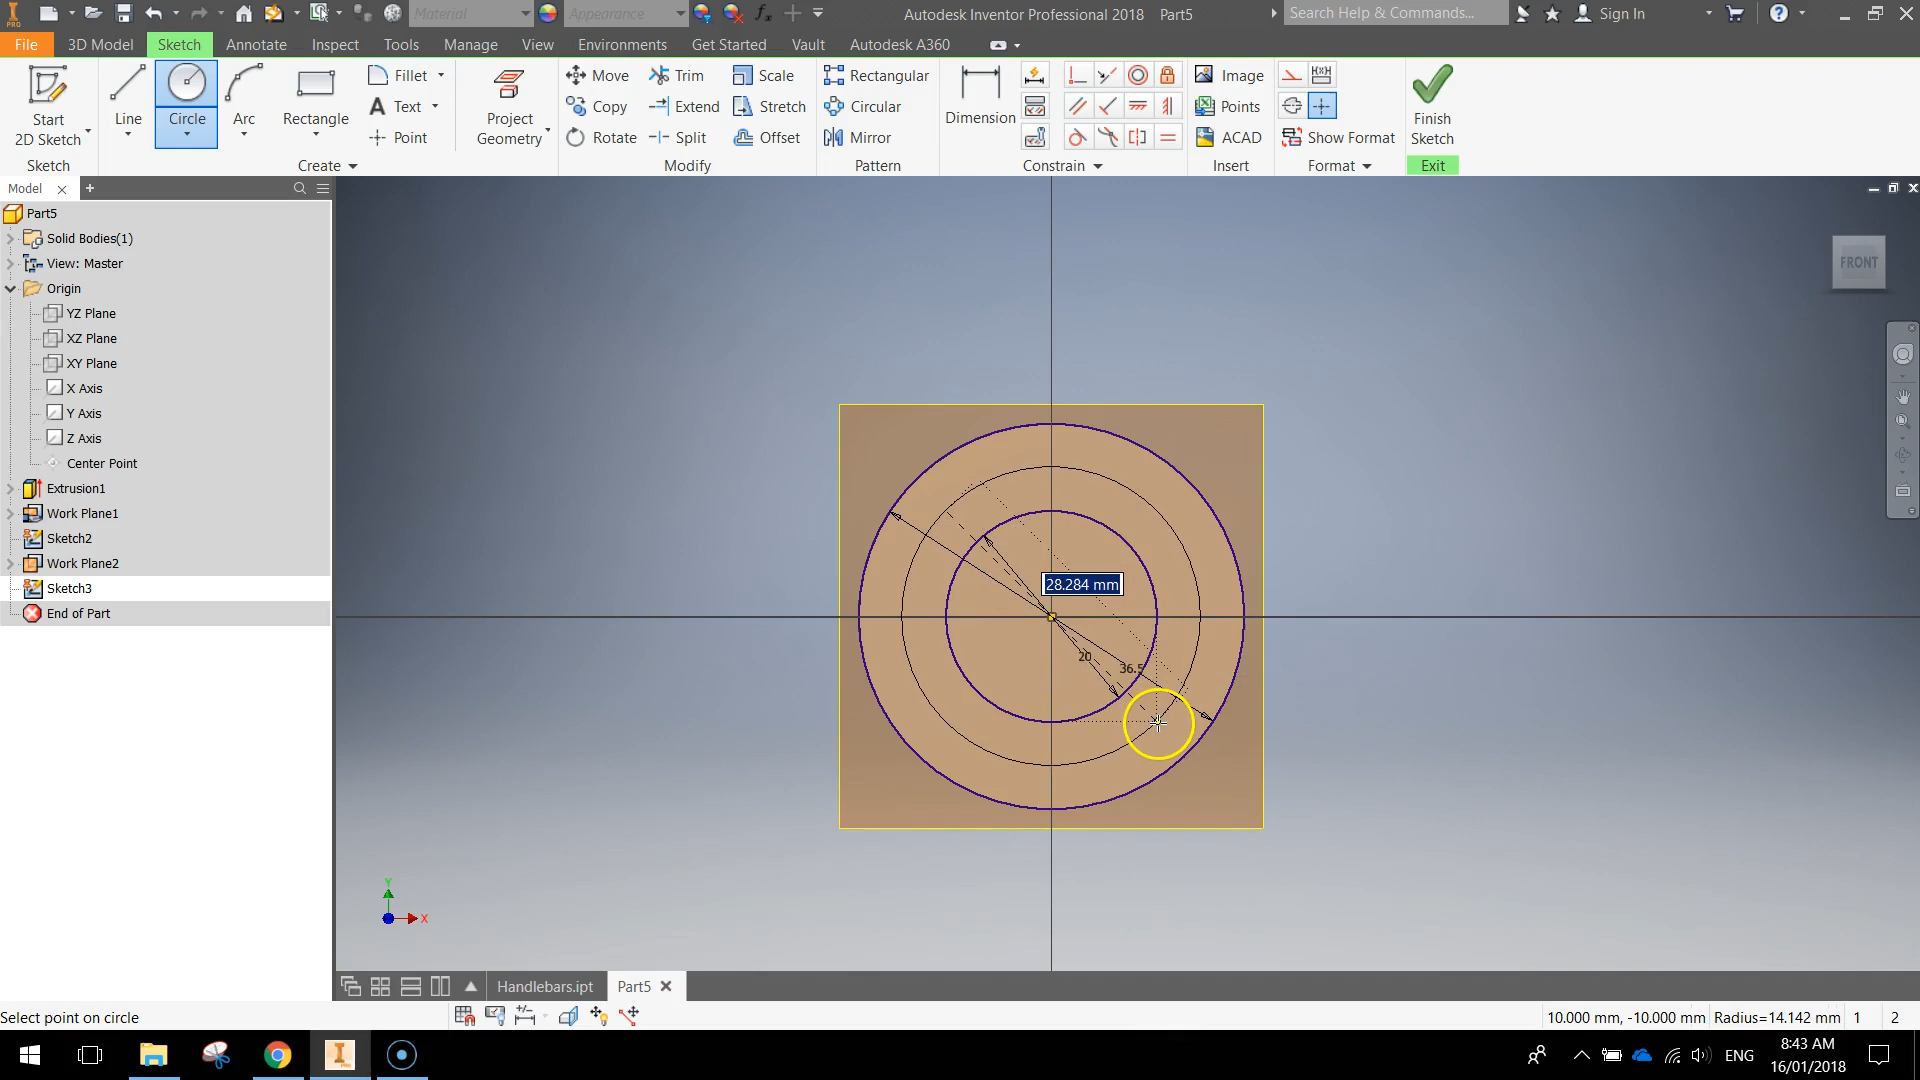 Material
Appearance
Autodesk Inventor Professional 2018 Part5
Search Help & Commands...
Sign In
PRO
File
3D Model
Sketch
Annotate
Inspect
Tools
Manage
View
Environments
Get Started
Vault
Autodesk A360
Start
2D Sketch
Line
Circle
Arc
Rectangle
Fillet
Text
Point
Project
Geometry
Move
Copy
Rotate
Trim
Extend
Split
Scale
Stretch
Offset
Rectangular
Circular
Mirror
Dimension
Image
Points
ACAD
Show Format
Finish
Sketch
Sketch
Create
Modify
Pattern
Constrain
Insert
Format
Exit
Model
Part5
Solid Bodies(1)
View: Master
Origin
YZ Plane
XZ Plane
XY Plane
X Axis
Y Axis
Z Axis
Center Point
Extrusion1
Work Plane1
Sketch2
Work Plane2
Sketch3
End of Part
FRONT
28.284 mm
20
36.5
Y
X
Handlebars.ipt
Part5
Select point on circle
10.000 mm, -10.000 mm
Radius=14.142 mm
1
2
ENG
8:43 AM
16/01/2018